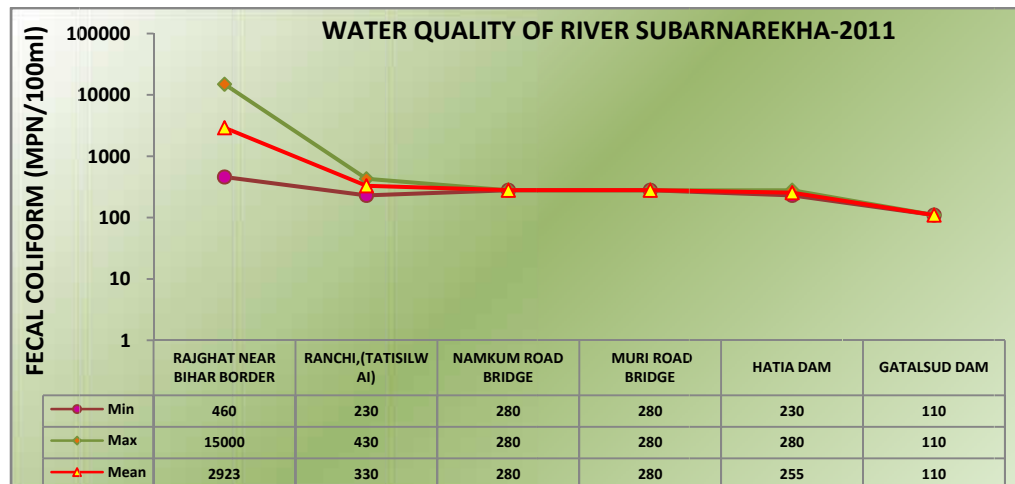 WATER QUALITY OF RIVER SUBARNAREKHA-2011
FECAL COLIFORM (MPN/100ml)
100000
10000
1000
100
10
1
RAJGHAT NEAR BIHAR BORDER RANCHI,(TATISILWAI) NAMKUM ROAD BRIDGE MURI ROAD BRIDGE HATIA DAM GATALSUD DAM
Min 460 230 280 280 230 110
Max 15000 430 280 280 280 110
Mean 2923 330 280 280 255 110